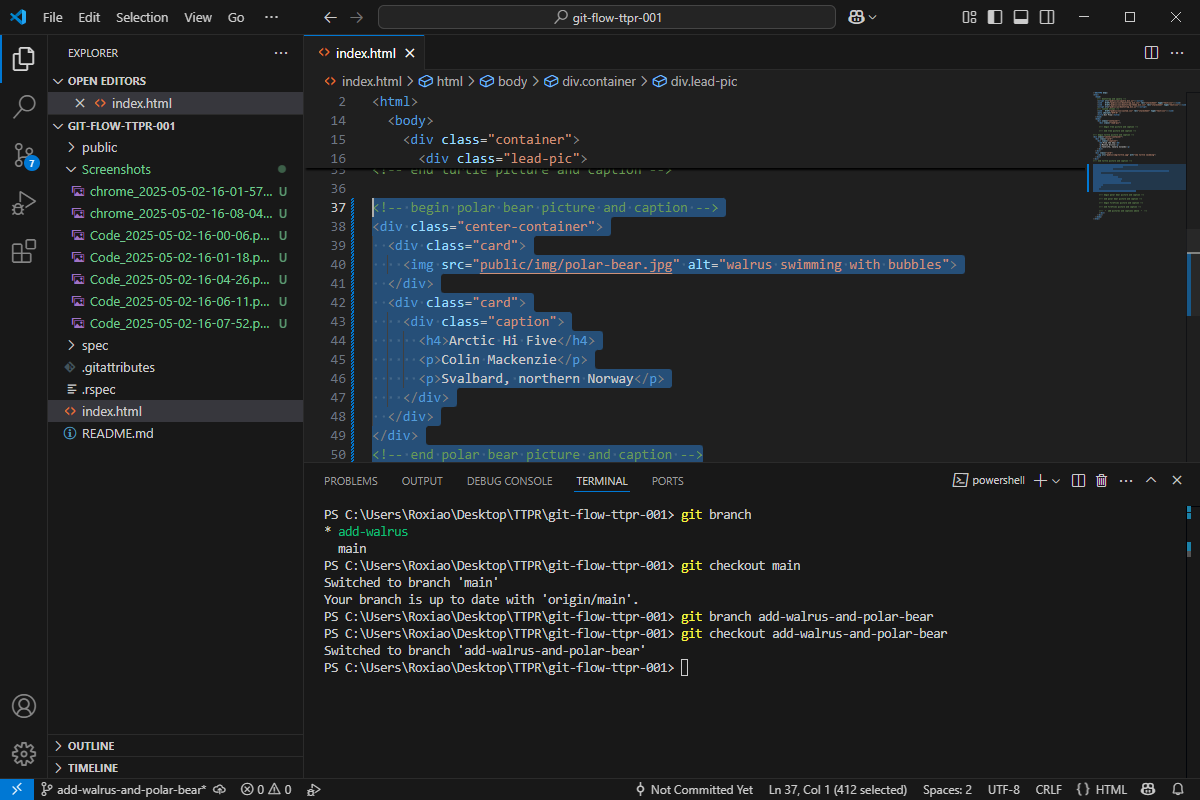 File Edit Selection View Go ···
git-flow-ttpr-001
EXPLORER
OPEN EDITORS
index.html
GIT-FLOW-TTPR-001
public
Screenshots
chrome_2025-05-02-16-01-57... U
chrome_2025-05-02-16-08-04... U
Code_2025-05-02-16-00-06.p... U
Code_2025-05-02-16-01-18.p... U
Code_2025-05-02-16-04-26.p... U
Code_2025-05-02-16-06-11.p... U
Code_2025-05-02-16-07-52.p... U
spec
.gitattributes
.rspec
index.html
README.md
OUTLINE
TIMELINE
7
index.html
index.html > html > body > div.container > div.lead-pic
2 <html>
14 <body>
15 <div class="container">
16 <div class="lead-pic">
35 <!-- end turtle picture and caption -->
36
37 <!-- begin polar bear picture and caption -->
38 <div class="center-container">
39 <div class="card">
40 <img src="public/img/polar-bear.jpg" alt="walrus swimming with bubbles">
41 </div>
42 <div class="card">
43 <div class="caption">
44 <h4>Arctic Hi Five</h4>
45 <p>Colin Mackenzie</p>
46 <p>Svalbard, northern Norway</p>
47 </div>
48 </div>
49 </div>
50 <!-- end polar bear picture and caption -->
PROBLEMS OUTPUT DEBUG CONSOLE TERMINAL PORTS
powershell
PS C:\Users\Roxiao\Desktop\TTPR\git-flow-ttpr-001> git branch
* add-walrus
main
PS C:\Users\Roxiao\Desktop\TTPR\git-flow-ttpr-001> git checkout main
Switched to branch 'main'
Your branch is up to date with 'origin/main'.
PS C:\Users\Roxiao\Desktop\TTPR\git-flow-ttpr-001> git branch add-walrus-and-polar-bear
PS C:\Users\Roxiao\Desktop\TTPR\git-flow-ttpr-001> git checkout add-walrus-and-polar-bear
Switched to branch 'add-walrus-and-polar-bear'
PS C:\Users\Roxiao\Desktop\TTPR\git-flow-ttpr-001>
add-walrus-and-polar-bear* 0 0 Not Committed Yet Ln 37, Col 1 (412 selected) Spaces: 2 UTF-8 CRLF {} HTML